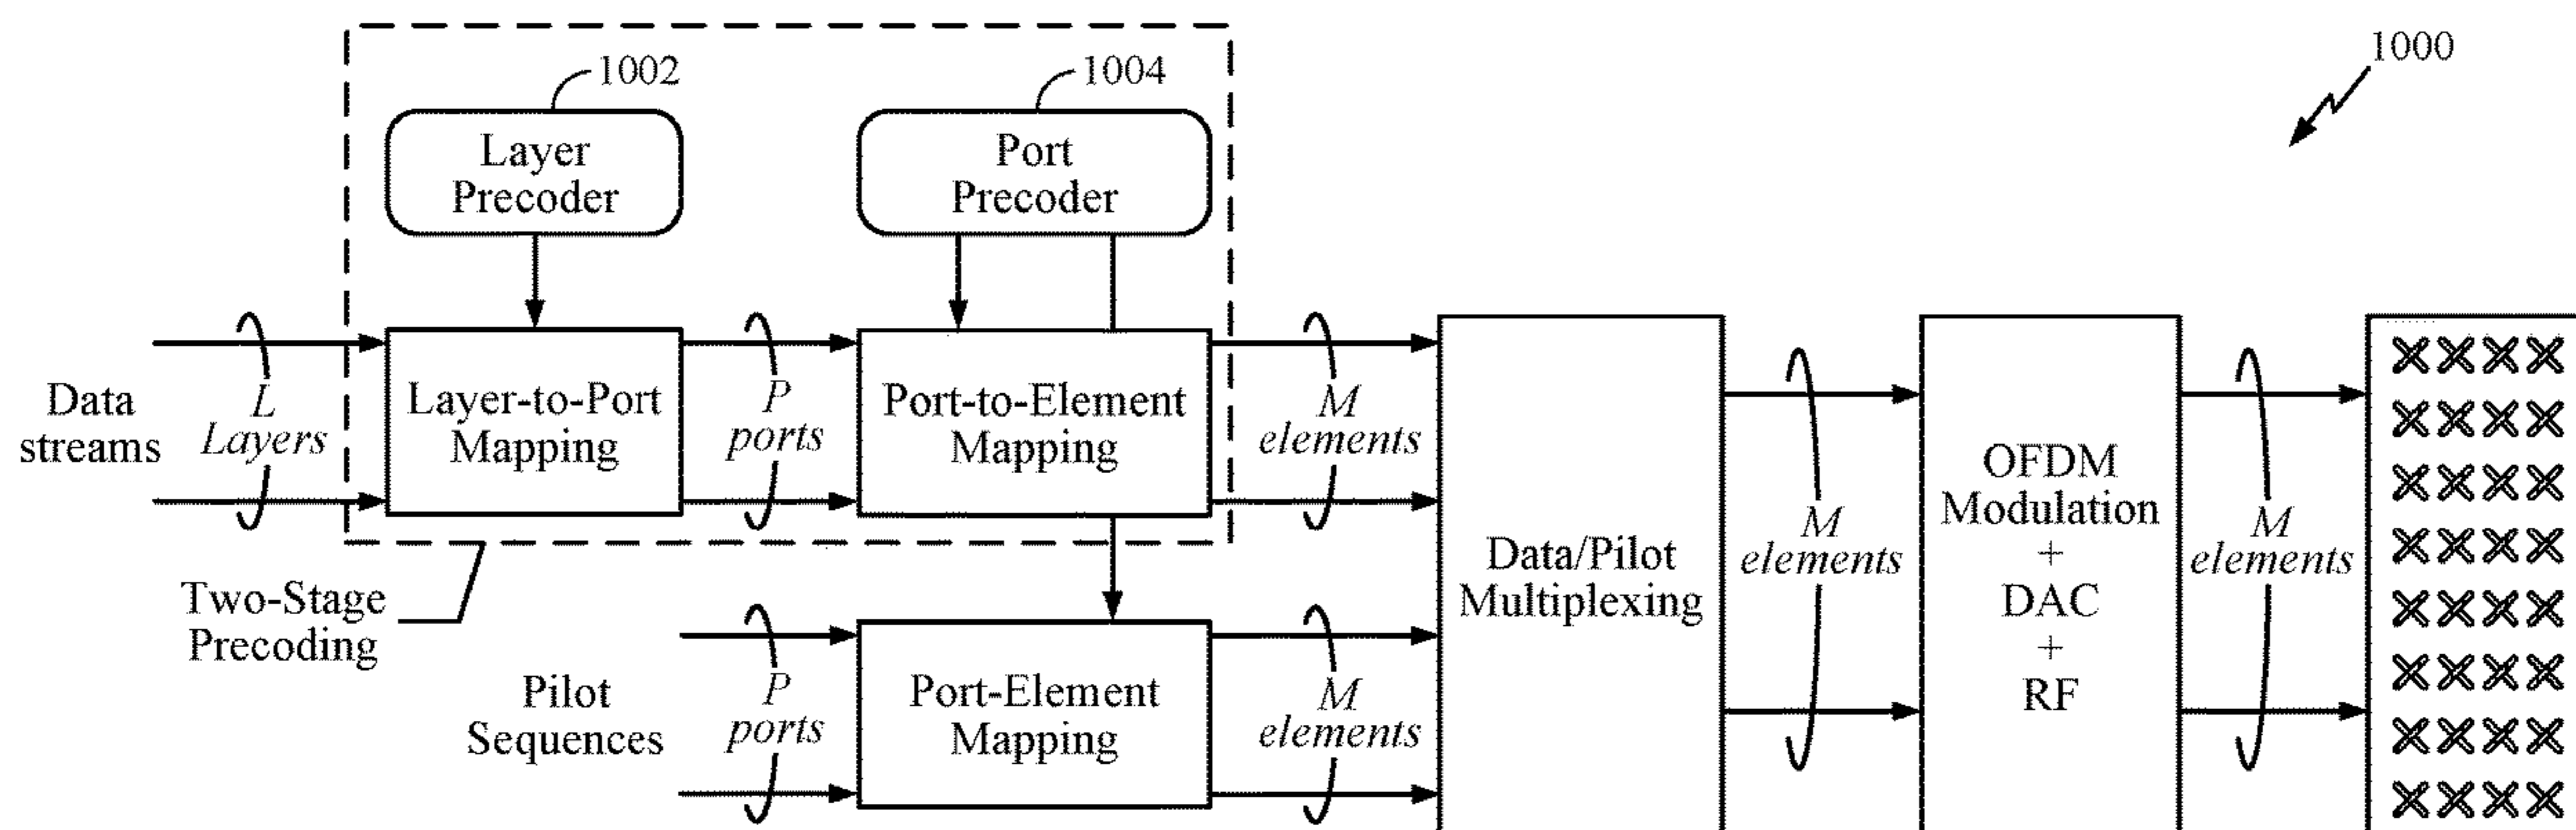 1000
1002
1004
Layer
Precoder
Port
Precoder
Data
streams
L
Layers
Layer-to-Port
Mapping
P
ports
Port-to-Element
Mapping
M
elements
Two-Stage
Precoding
Pilot
Sequences
P
ports
Port-Element
Mapping
M
elements
Data/Pilot
Multiplexing
M
elements
OFDM
Modulation
+
DAC
+
RF
M
elements